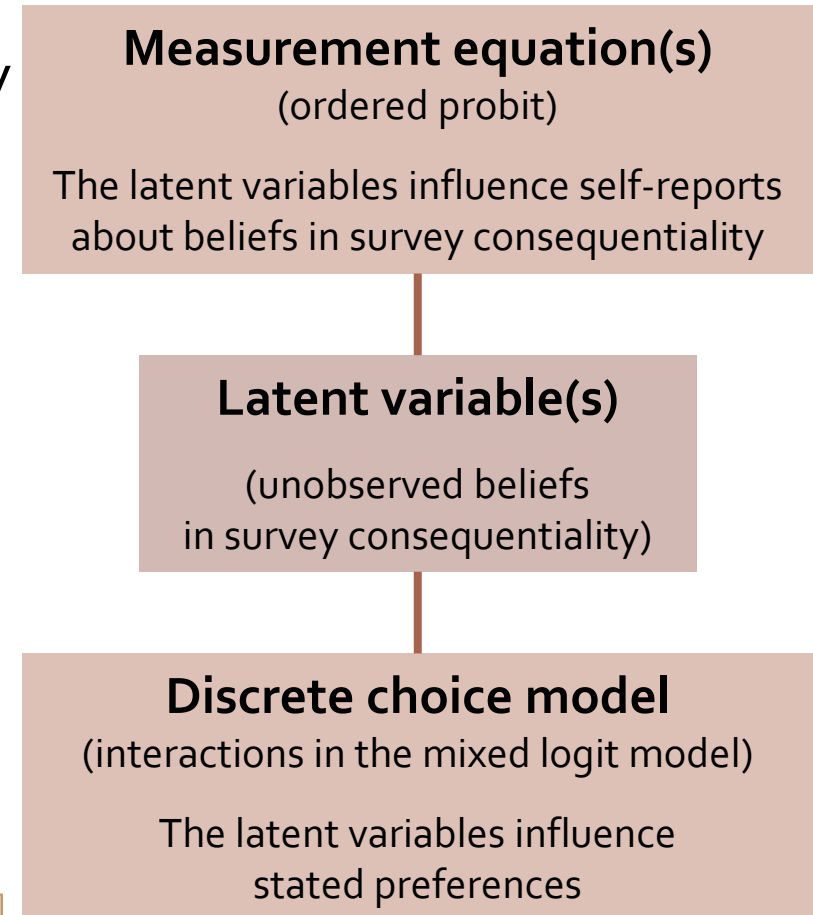 Measurement equation(s)
(ordered probit)
The latent variables influence self-reports
about beliefs in survey consequentiality
Latent variable(s)
(unobserved beliefs
in survey consequentiality)
Discrete choice model
(interactions in the mixed logit model)
The latent variables influence
stated preferences